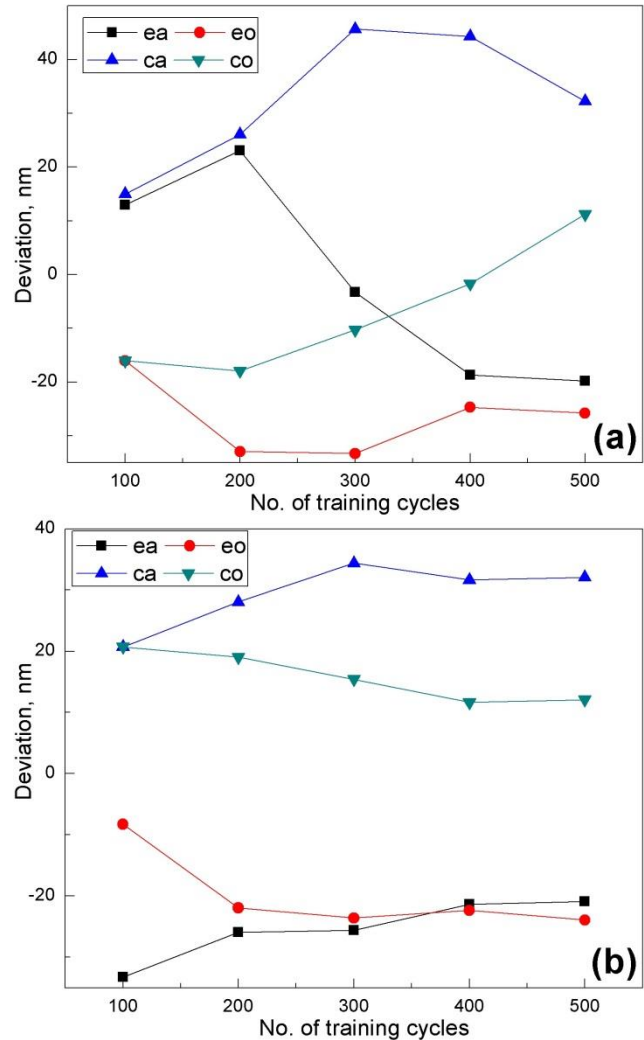 ea eo
ca co
40
20
0
-20
Deviation, nm
(a)
100 200 300 400 500
No. of training cycles
40
ea eo
ca co
20
0
-20
Deviation, nm
(b)
100 200 300 400 500
No. of training cycles